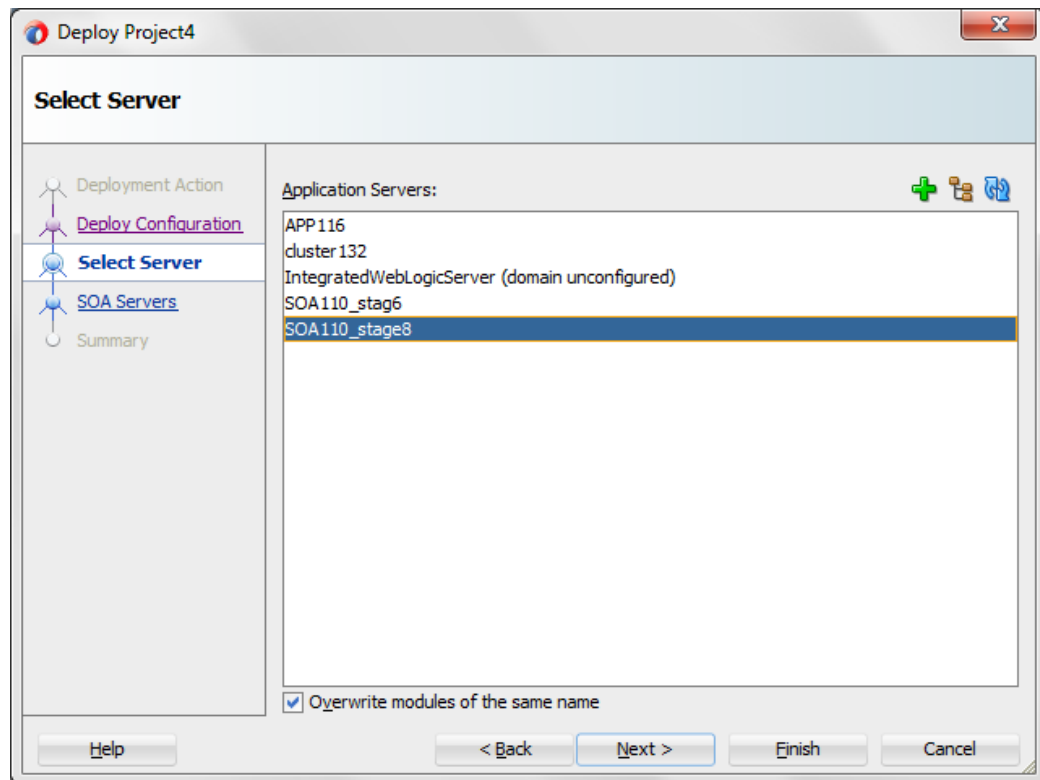 Deploy Project4
Select Server
Deployment Action
Deploy Configuration
Select Server
SOA Servers
Summary
Application Servers:
APP116
cluster132
IntegratedWebLogicServer (domain unconfigured)
SOA110_stag6
SOA110_stage8
Overwrite modules of the same name
Help
< Back
Next >
Finish
Cancel